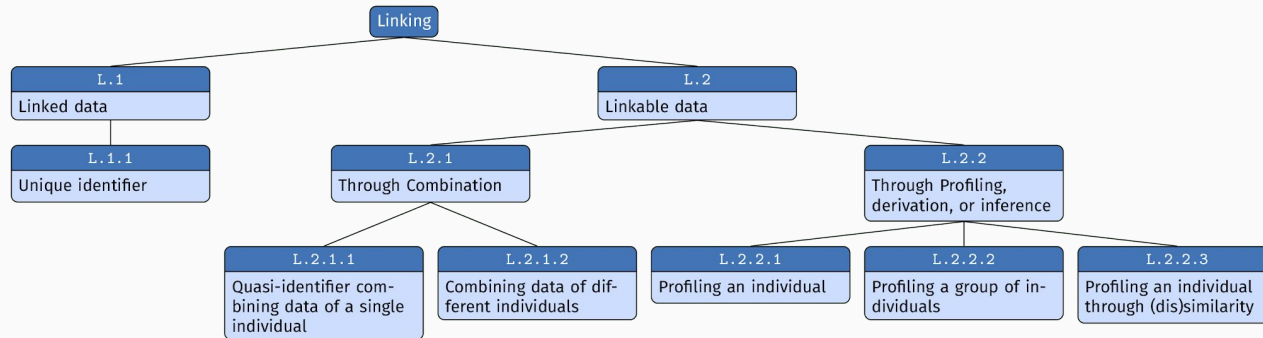 Linking
L.1
Linked data
L.2
Linkable data
L.1.1
Unique identifier
L.2.1
Through Combination
L.2.2
Through Profiling,
derivation, or inference
L.2.1.1
Quasi-identifier com-
bining data of a single
individual
L.2.1.2
Combining data of dif-
ferent individuals
L.2.2.1
Profiling an individual
L.2.2.2
Profiling a group of in-
dividuals
L.2.2.3
Profiling an individual
through (dis)similarity